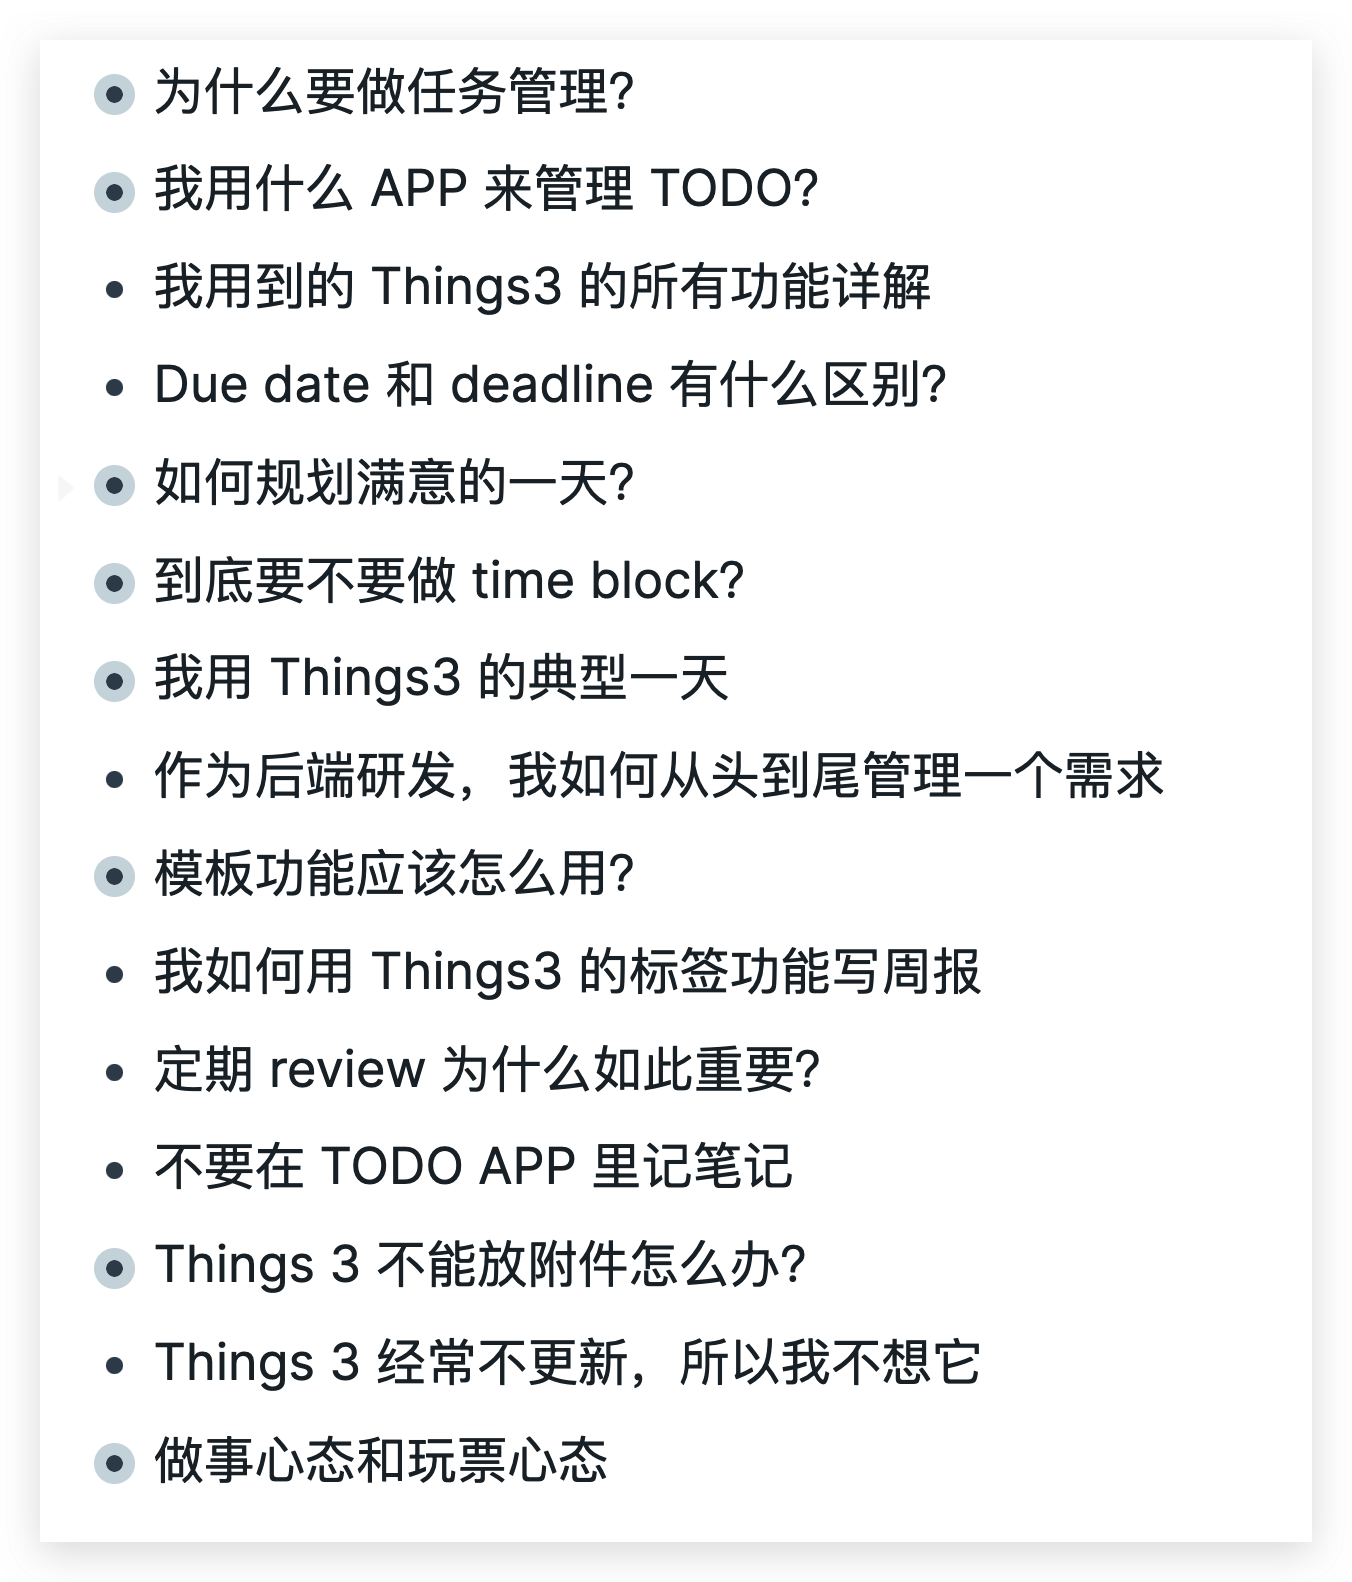 为什么要做任务管理?
我用什么 APP 来管理 TODO?
我用到的 Things3 的所有功能详解
Due date 和 deadline 有什么区别?
如何规划满意的一天?
到底要不要做 time block?
我用 Things3 的典型一天
作为后端研发，我如何从头到尾管理一个需求
模板功能应该怎么用?
我如何用 Things3 的标签功能写周报
定期 review 为什么如此重要?
不要在 TODO APP 里记笔记
Things 3 不能放附件怎么办?
Things 3 经常不更新，所以我不想它
做事心态和玩票心态